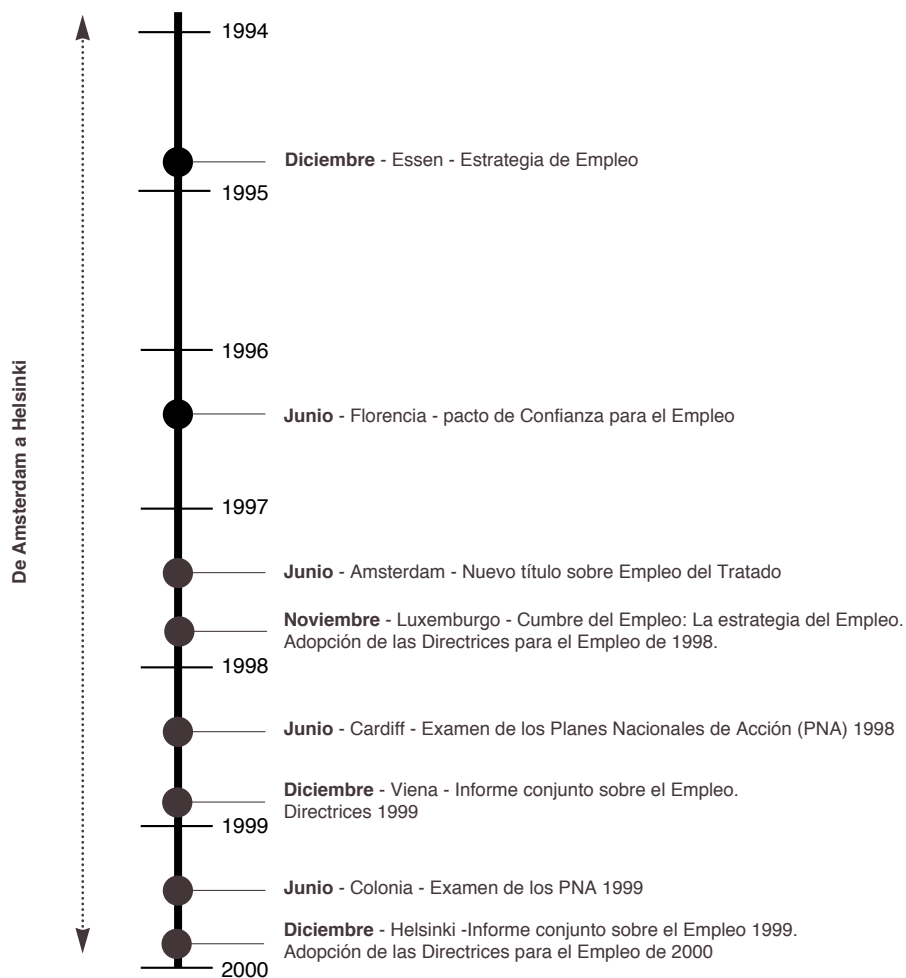 De Amsterdam a Helsinki
1994
Diciembre - Essen - Estrategia de Empleo
1995
1996
Junio - Florencia - pacto de Confianza para el Empleo
1997
Junio - Amsterdam - Nuevo título sobre Empleo del Tratado
Noviembre - Luxemburgo - Cumbre del Empleo: La estrategia del Empleo.
Adopción de las Directrices para el Empleo de 1998.
1998
Junio - Cardiff - Examen de los Planes Nacionales de Acción (PNA) 1998
Diciembre - Viena - Informe conjunto sobre el Empleo.
Directrices 1999
1999
Junio - Colonia - Examen de los PNA 1999
Diciembre - Helsinki -Informe conjunto sobre el Empleo 1999.
Adopción de las Directrices para el Empleo de 2000
2000